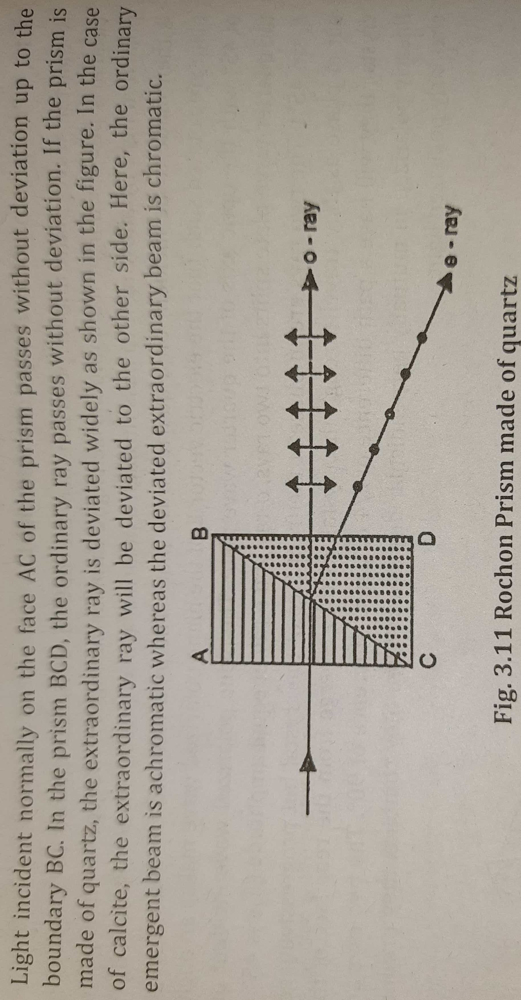 Light incident normally on the face AC of the prism passes without deviation up to the
boundary BC. In the prism BCD, the ordinary ray passes without deviation. If the prism is
made of quartz, the extraordinary ray is deviated widely as shown in the figure. In the case
of calcite, the extraordinary ray will be deviated to the other side. Here, the ordinary
emergent beam is achromatic whereas the deviated extraordinary beam is chromatic.
A
B
o - ray
C
D
e - ray
Fig. 3.11 Rochon Prism made of quartz